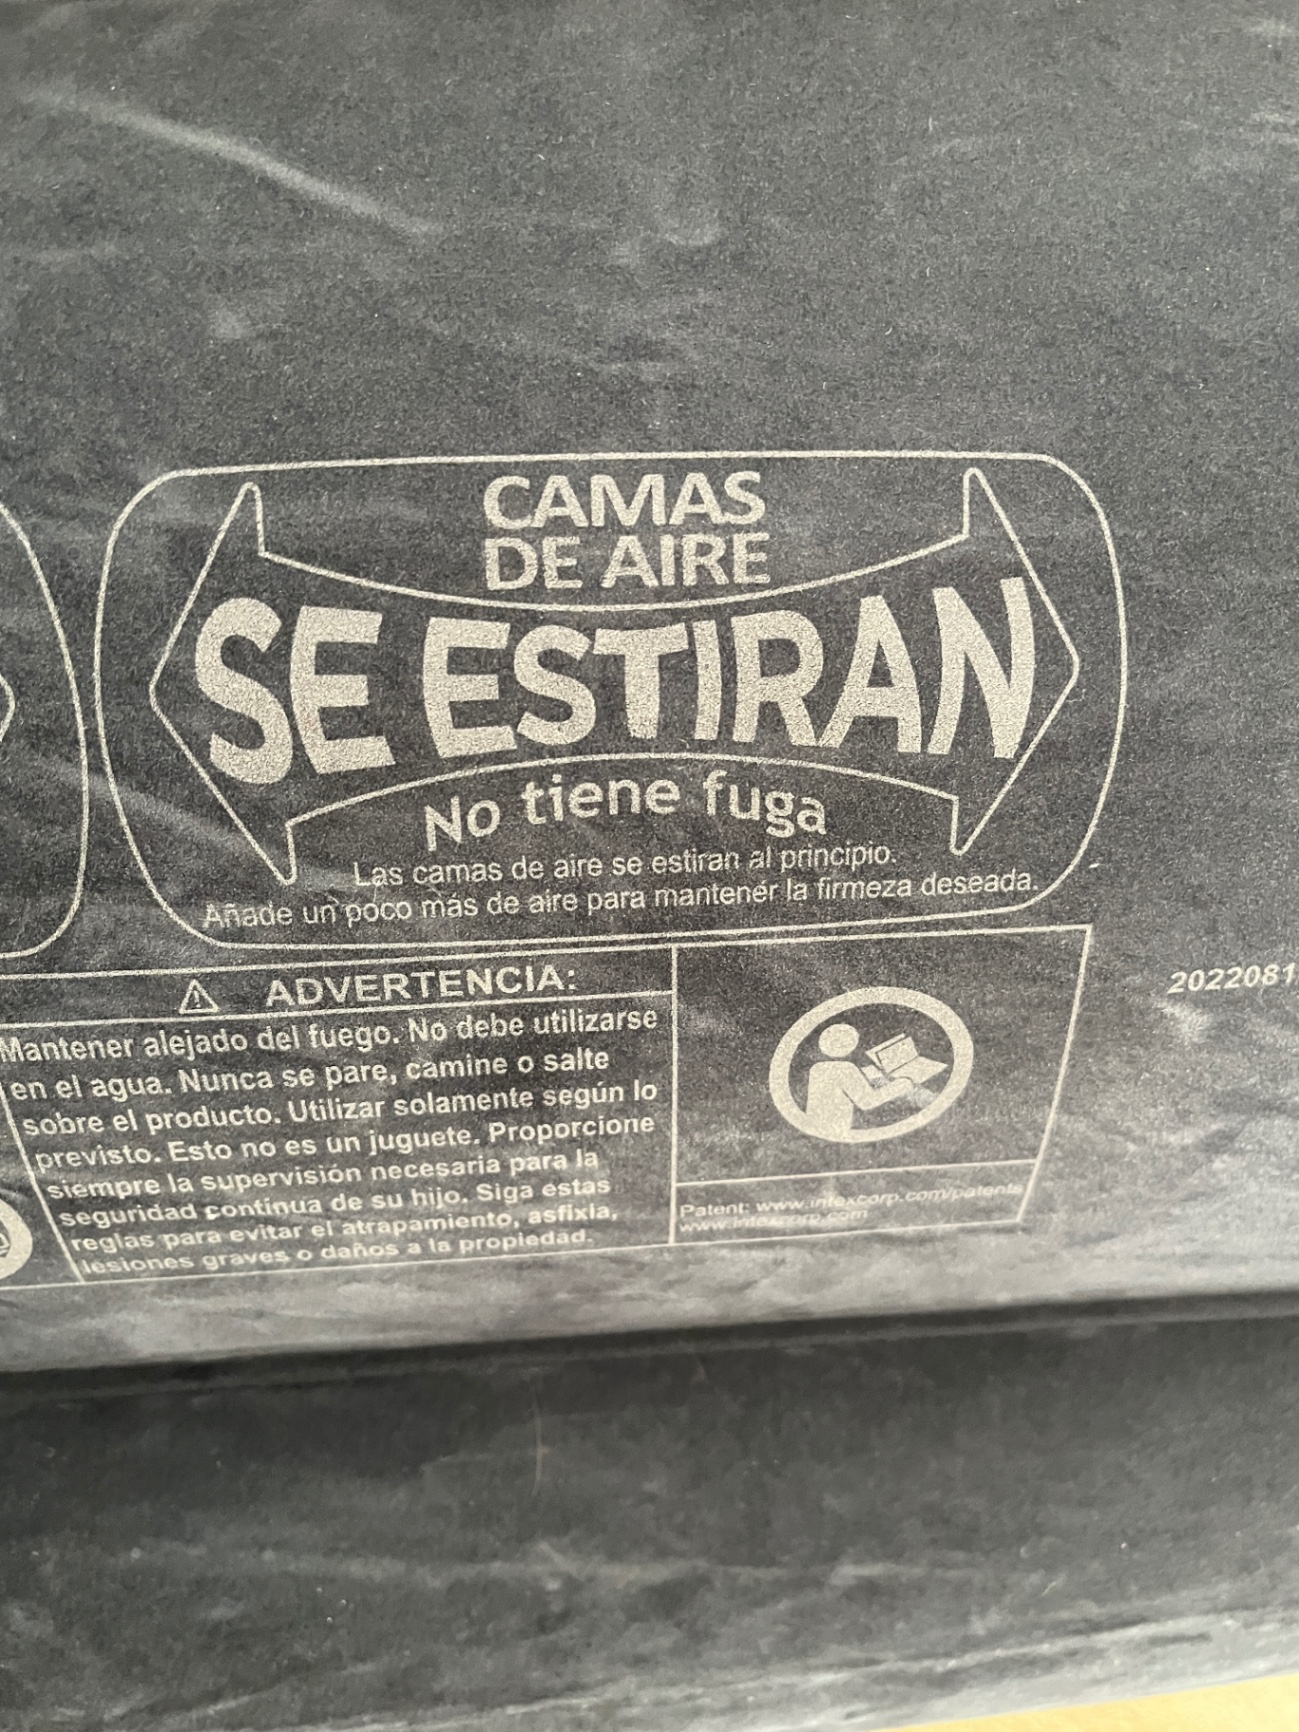 CAMAS
DE AIRE
SE ESTIRAN
No tiene fuga
Las camas de aire se estiran al principio.
Añade un poco más de aire para mantener la firmeza deseada.
ADVERTENCIA:
Mantener alejado del fuego. No debe utilizarse
en el agua. Nunca se pare, camine o salte
sobre el producto. Utilizar solamente según lo
previsto. Esto no es un juguete. Proporcione
siempre la supervisión necesaria para la
seguridad continua de su hijo. Siga estas
reglas para evitar el atrapamiento, asfixia,
lesiones graves o daños a la propiedad.
Patent: www.intexcorp.com/patents
www.intexcorp.com
2022081